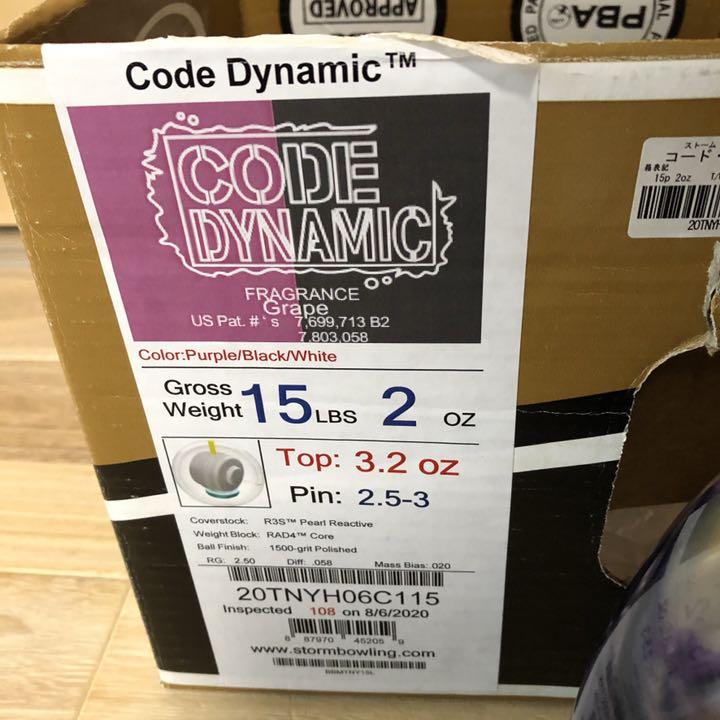 APPROVED
PBA
Code Dynamic™
CODE
DYNAMIC
FRAGRANCE
Grape
US Pat. #'s 7,699,713 B2
7,803,058
Color:Purple/Black/White
Gross Weight 15 LBS 2 OZ
Top: 3.2 oz
Pin: 2.5-3
Coverstock: R3S™ Pearl Reactive
Weight Block: RAD4™ Core
Ball Finish: 1500-grit Polished
RG: 2.50 Diff: .058 Mass Bias: .020
20TNYH06C115
Inspected 108 on 8/6/2020
8 87970 45205 9
www.stormbowling.com
BBMTNY15L
ストーム
コード
箱表記
15p 2oz